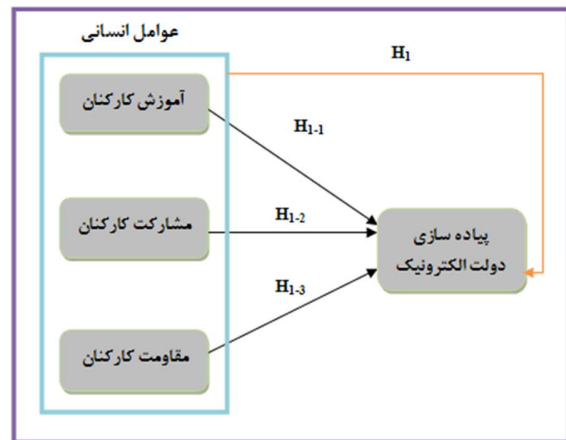 عوامل انسانی
H1
آموزش کارکنان
H1-1
مشارکت کارکنان
H1-2
پیاده سازی
دولت الکترونیک
H1-3
مقاومت کارکنان